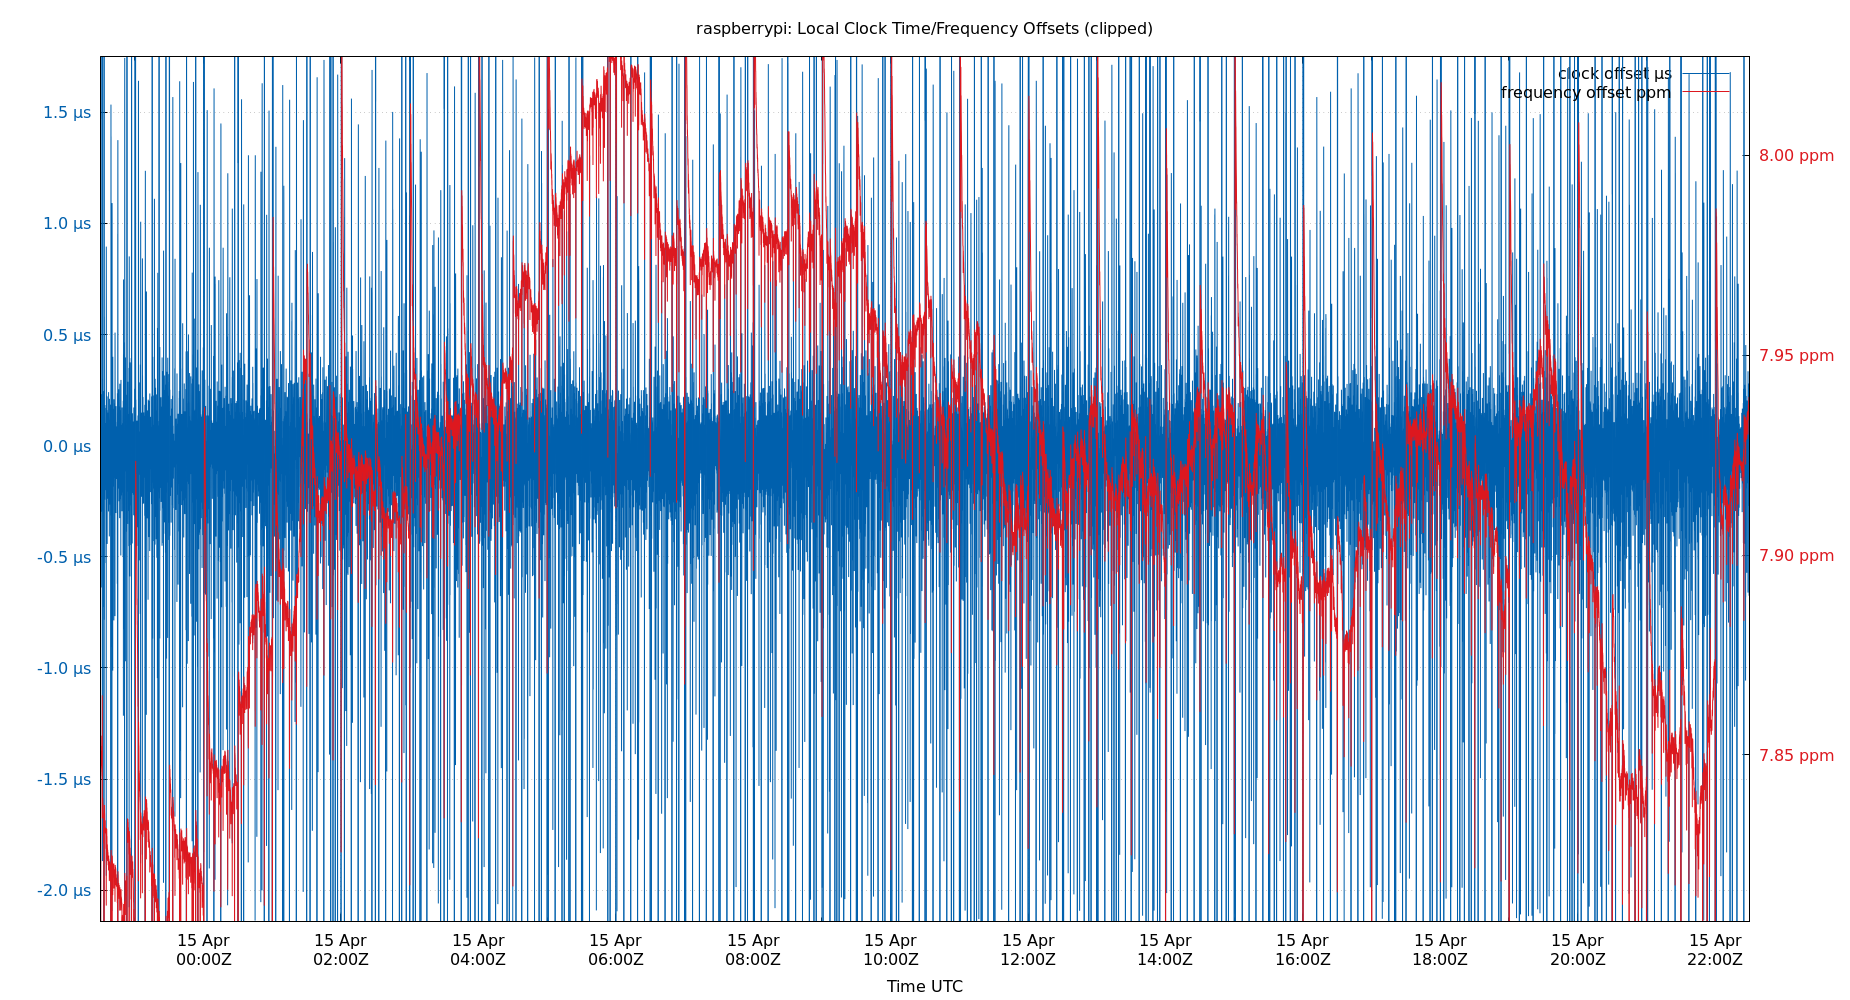 raspberrypi: Local Clock Time/Frequency Offsets (clipped)
clock offset µs
frequency offset ppm
1.5 µs
1.0 µs
0.5 µs
0.0 µs
-0.5 µs
-1.0 µs
-1.5 µs
-2.0 µs
8.00 ppm
7.95 ppm
7.90 ppm
7.85 ppm
15 Apr 15 Apr 15 Apr 15 Apr 15 Apr 15 Apr 15 Apr 15 Apr 15 Apr 15 Apr 15 Apr 15 Apr
00:00Z 02:00Z 04:00Z 06:00Z 08:00Z 10:00Z 12:00Z 14:00Z 16:00Z 18:00Z 20:00Z 22:00Z
Time UTC